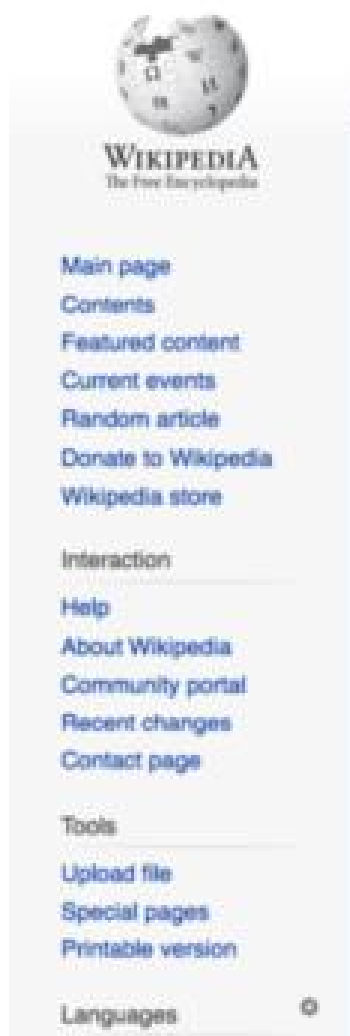 WIKIPEDIA
The Free Encyclopedia
Main page
Contents
Featured content
Current events
Random article
Donate to Wikipedia
Wikipedia store
Interaction
Help
About Wikipedia
Community portal
Recent changes
Contact page
Tools
Upload file
Special pages
Printable version
Languages